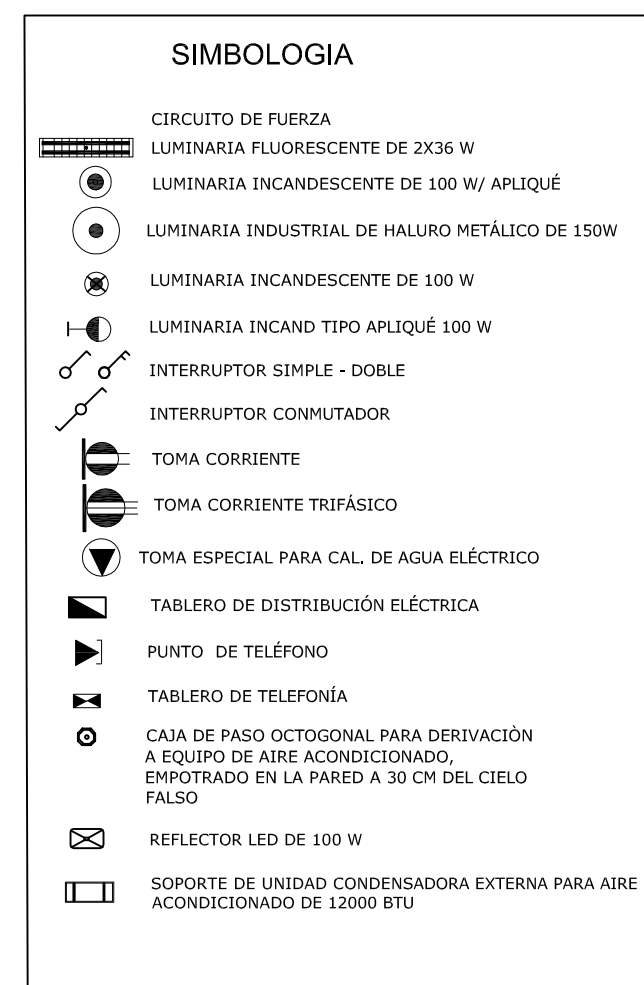 SIMBOLOGIA
CIRCUITO DE FUERZA
LUMINARIA FLUORESCENTE DE 2X36 W
LUMINARIA INCANDESCENTE DE 100 W/ APLIQUÉ
LUMINARIA INDUSTRIAL DE HALURO METÁLICO DE 150W
LUMINARIA INCANDESCENTE DE 100 W
LUMINARIA INCAND TIPO APLIQUÉ 100 W
INTERRUPTOR SIMPLE - DOBLE
INTERRUPTOR CONMUTADOR
TOMA CORRIENTE
TOMA CORRIENTE TRIFÁSICO
TOMA ESPECIAL PARA CAL. DE AGUA ELÉCTRICO
TABLERO DE DISTRIBUCIÓN ELÉCTRICA
PUNTO DE TELÉFONO
TABLERO DE TELEFONÍA
CAJA DE PASO OCTOGONAL PARA DERIVACIÒN
A EQUIPO DE AIRE ACONDICIONADO,
EMPOTRADO EN LA PARED A 30 CM DEL CIELO
FALSO
REFLECTOR LED DE 100 W
SOPORTE DE UNIDAD CONDENSADORA EXTERNA PARA AIRE
ACONDICIONADO DE 12000 BTU